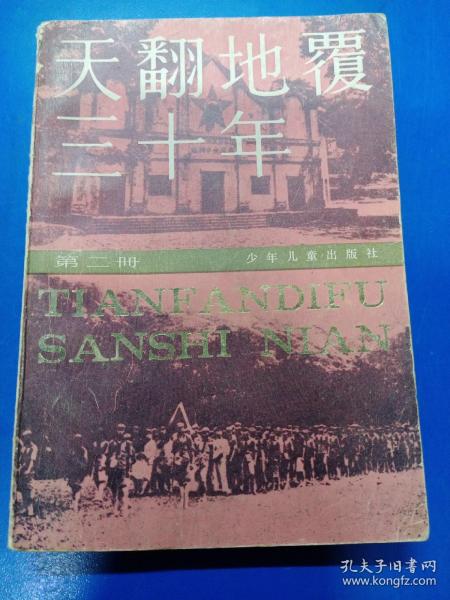 天翻地覆
三十年
第二冊 少年儿童出版社
TIANFANDIFU
SANSHI NIAN
孔夫子旧书网
www.kongfz.com